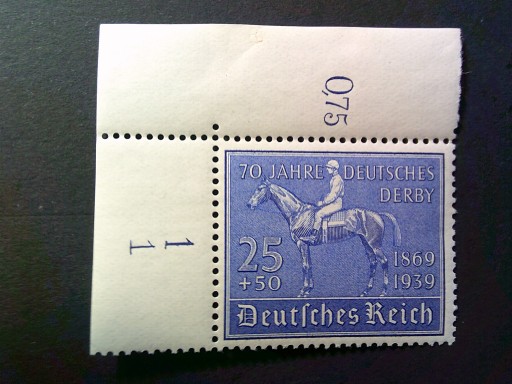 0,75
70 JAHRE DEUTSCHES
DERBY
25
+50
1869
1939
Deutsches Reich
1
1